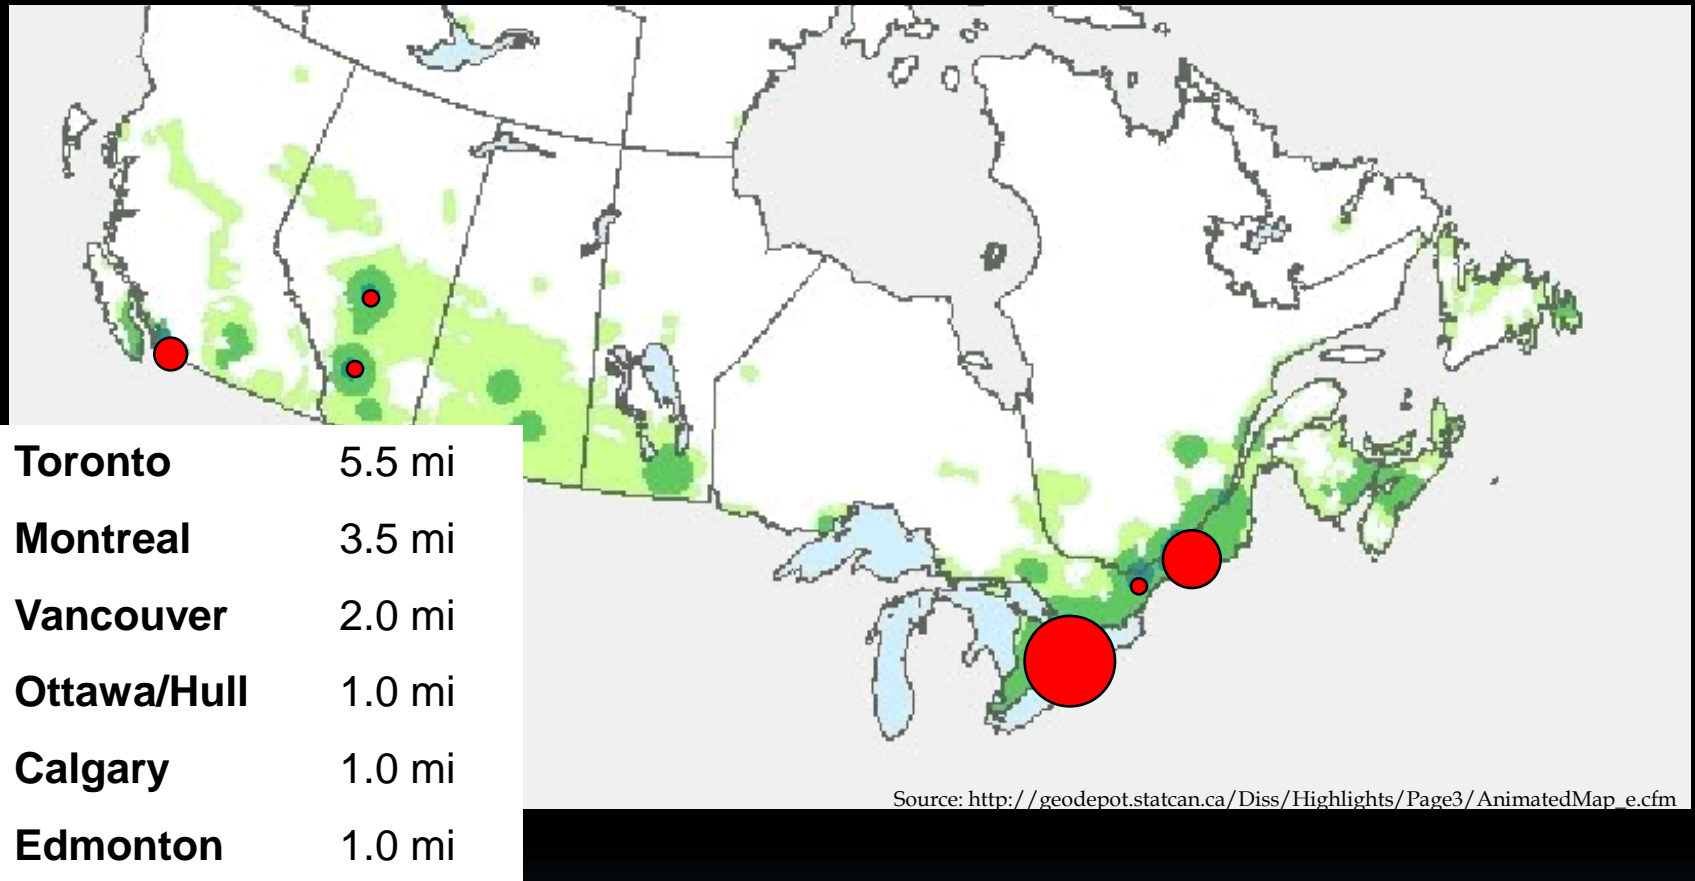 Toronto 5.5 mi
Montreal 3.5 mi
Vancouver 2.0 mi
Ottawa/Hull 1.0 mi
Calgary 1.0 mi
Edmonton 1.0 mi
Source: http://geodepot.statcan.ca/Diss/Highlights/Page3/AnimatedMap_e.cfm